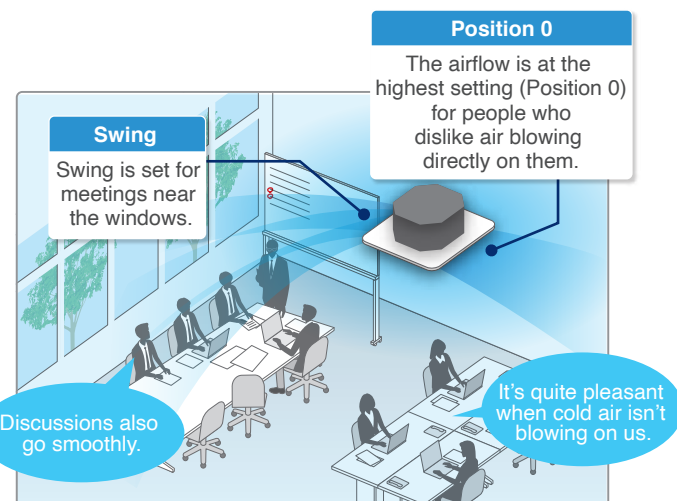 Position 0
The airflow is at the
highest setting (Position 0)
for people who
dislike air blowing
directly on them.
Swing
Swing is set for
meetings near
the windows.
Discussions also
go smoothly.
It's quite pleasant
when cold air isn't
blowing on us.